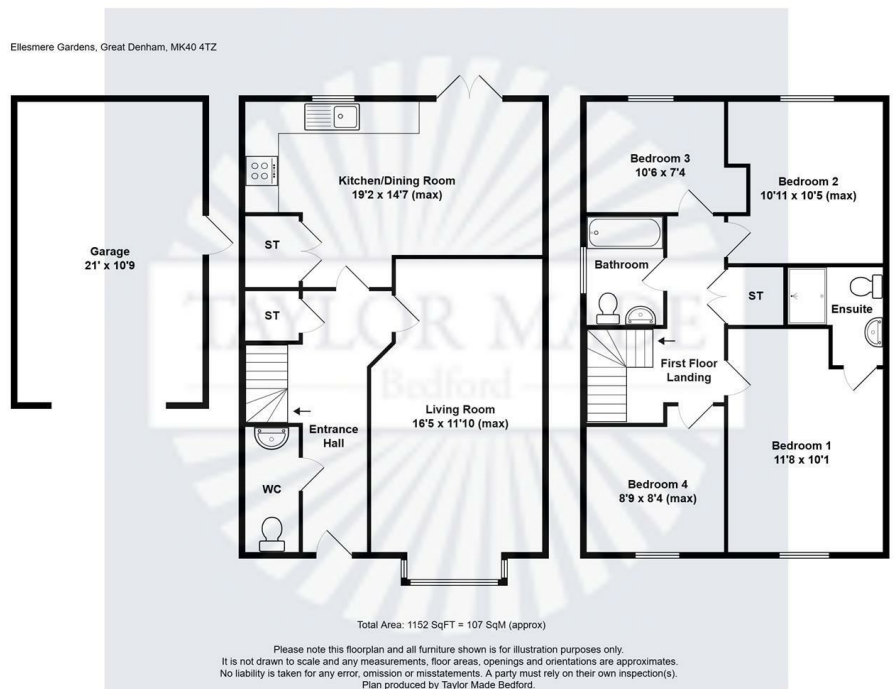 Ellesmere Gardens, Great Denham, MK40 4TZ
Garage
21' x 10'9
Kitchen/Dining Room
19'2 x 14'7 (max)
ST
ST
Entrance
Hall
WC
Living Room
16'5 x 11'10 (max)
Bedroom 3
10'6 x 7'4
Bedroom 2
10'11 x 10'5 (max)
Bathroom
ST
Ensuite
First Floor
Landing
Bedroom 1
11'8 x 10'1
Bedroom 4
8'9 x 8'4 (max)
TAYLOR MADE
Bedford
Total Area: 1152 SqFT = 107 SqM (approx)
Please note this floorplan and all furniture shown is for illustration purposes only.
It is not drawn to scale and any measurements, floor areas, openings and orientations are approximates.
No liability is taken for any error, omission or misstatements. A party must rely on their own inspection(s).
Plan produced by Taylor Made Bedford.